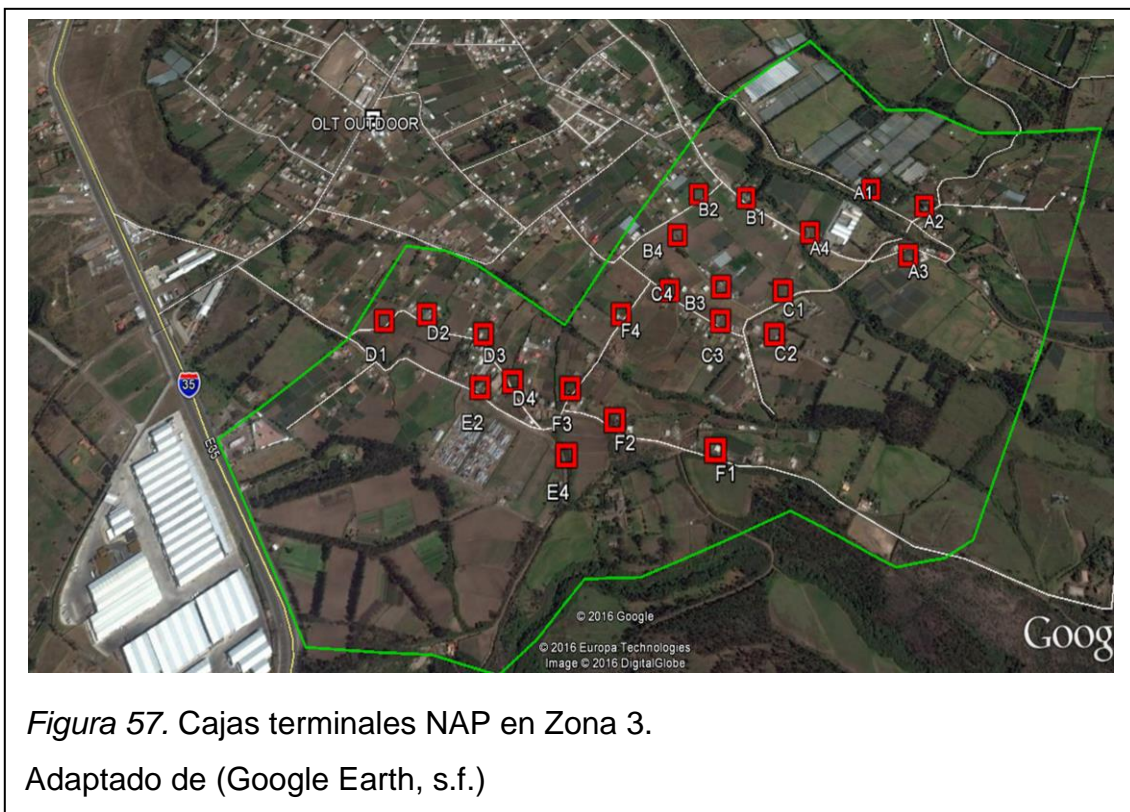 OLT OUTDOOR
A1
A2
B2
B1
A4
B4
A3
C4
B3
C1
F4
C3
C2
D1
D2
D3
35
E2
D4
F3
F2
E35
E4
F1
© 2016 Google
© 2016 Europa Technologies
Image © 2016 DigitalGlobe
Goog
Figura 57. Cajas terminales NAP en Zona 3.
Adaptado de (Google Earth, s.f.)